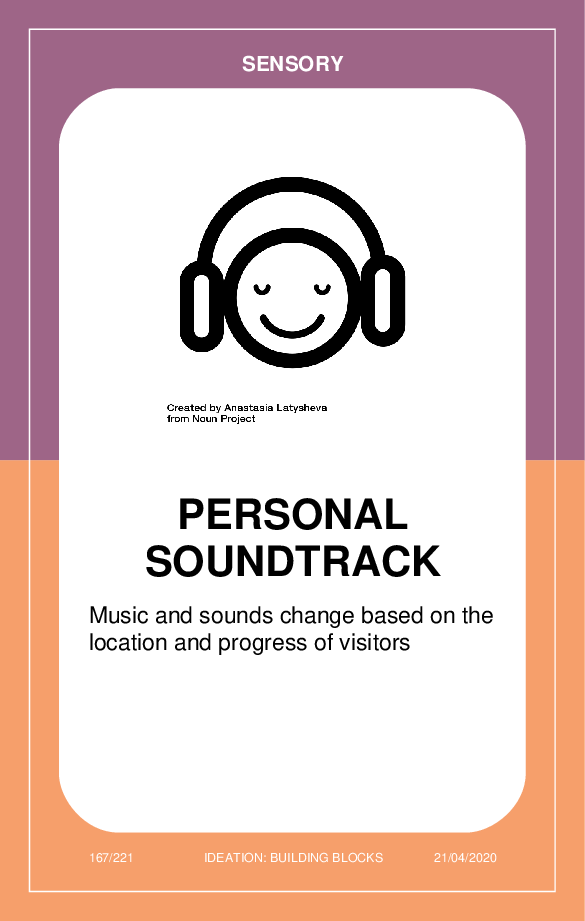 SENSORY
Created by Anastasia Latysheva
from Noun Project
PERSONAL
SOUNDTRACK
Music and sounds change based on the
location and progress of visitors
167/221 IDEATION: BUILDING BLOCKS 21/04/2020